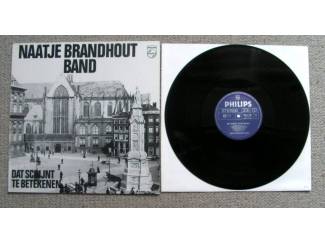 NAATJE BRANDHOUT
BAND
PHILIPS
DAT SCHIJNT
TE BETEKENEN
PHILIPS